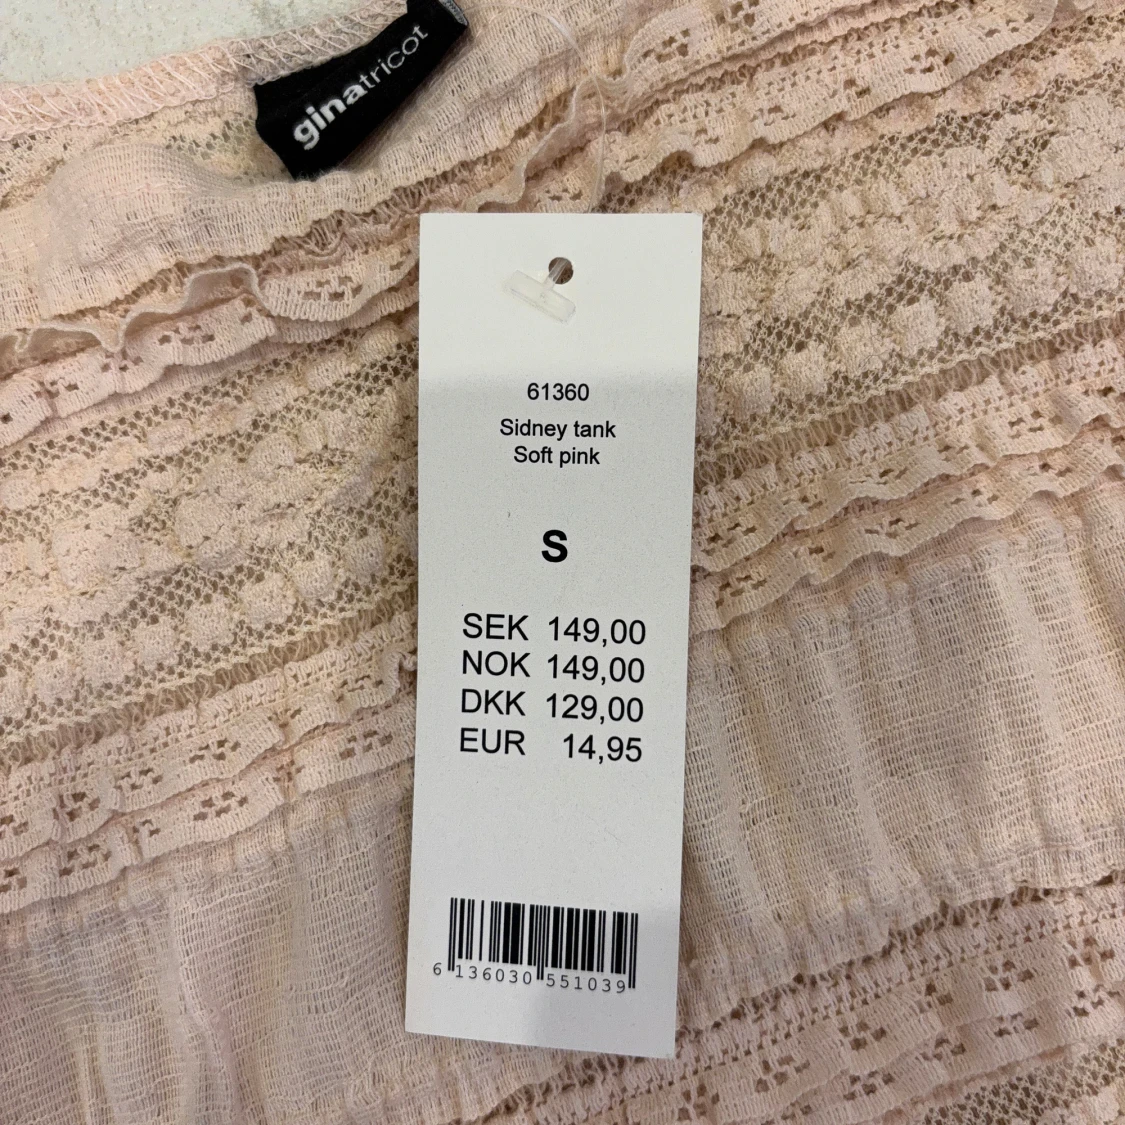 ginatricot
61360
Sidney tank
Soft pink
S
SEK 149,00
NOK 149,00
DKK 129,00
EUR 14,95
6 136030 551039